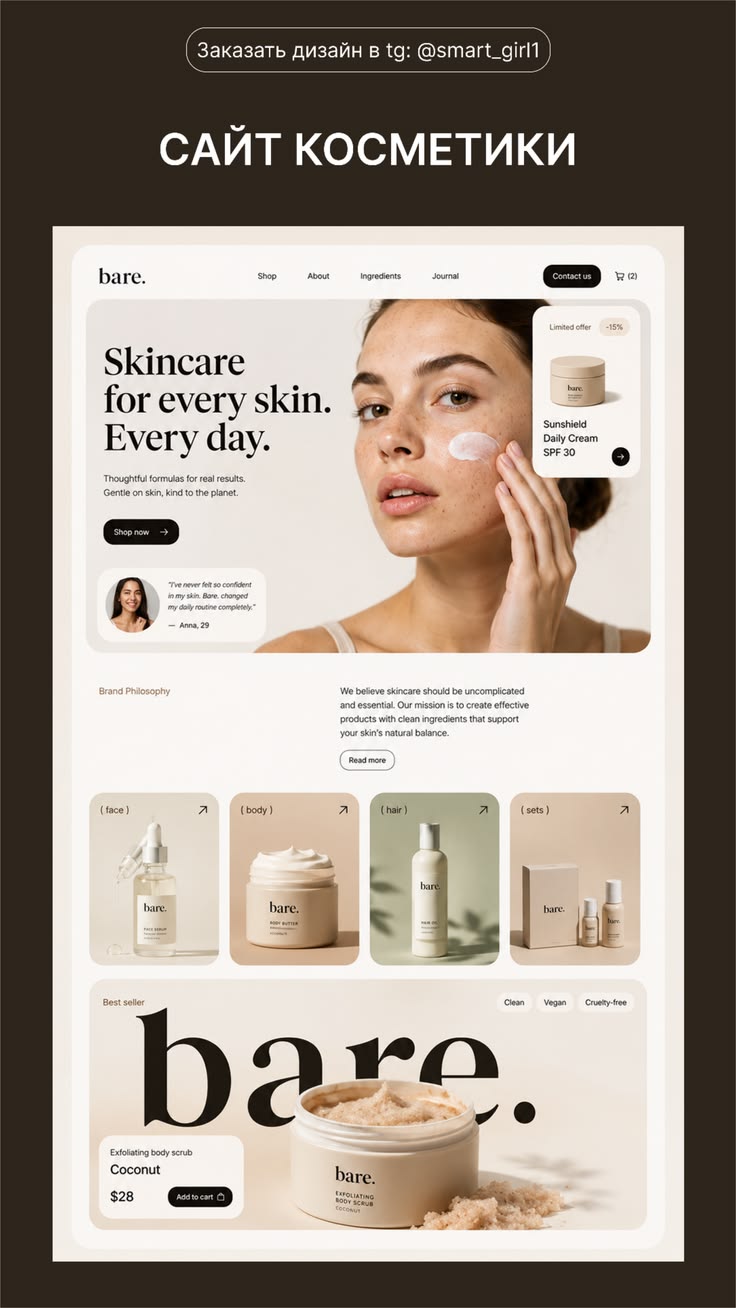 Заказать дизайн в tg: @smart_girl1
САЙТ КОСМЕТИКИ
bare.
Shop
About
Ingredients
Journal
Contact us
(2)
Skincare
for every skin.
Every day.
Thoughtful formulas for real results.
Gentle on skin, kind to the planet.
Shop now
Limited offer
-15%
bare.
Sunshield
Daily Cream
SPF 30
"I've never felt so confident
in my skin. Bare. changed
my daily routine completely."
— Anna, 29
Brand Philosophy
We believe skincare should be uncomplicated
and essential. Our mission is to create effective
products with clean ingredients that support
your skin's natural balance.
Read more
( face )
bare.
FACE SERUM
( body )
bare.
BODY BUTTER
( hair )
bare.
HAIR OIL
( sets )
bare.
bare.
bare.
Best seller
Clean
Vegan
Cruelty-free
bare.
Exfoliating body scrub
Coconut
$28
Add to cart
bare.
EXFOLIATING
BODY SCRUB
COCONUT